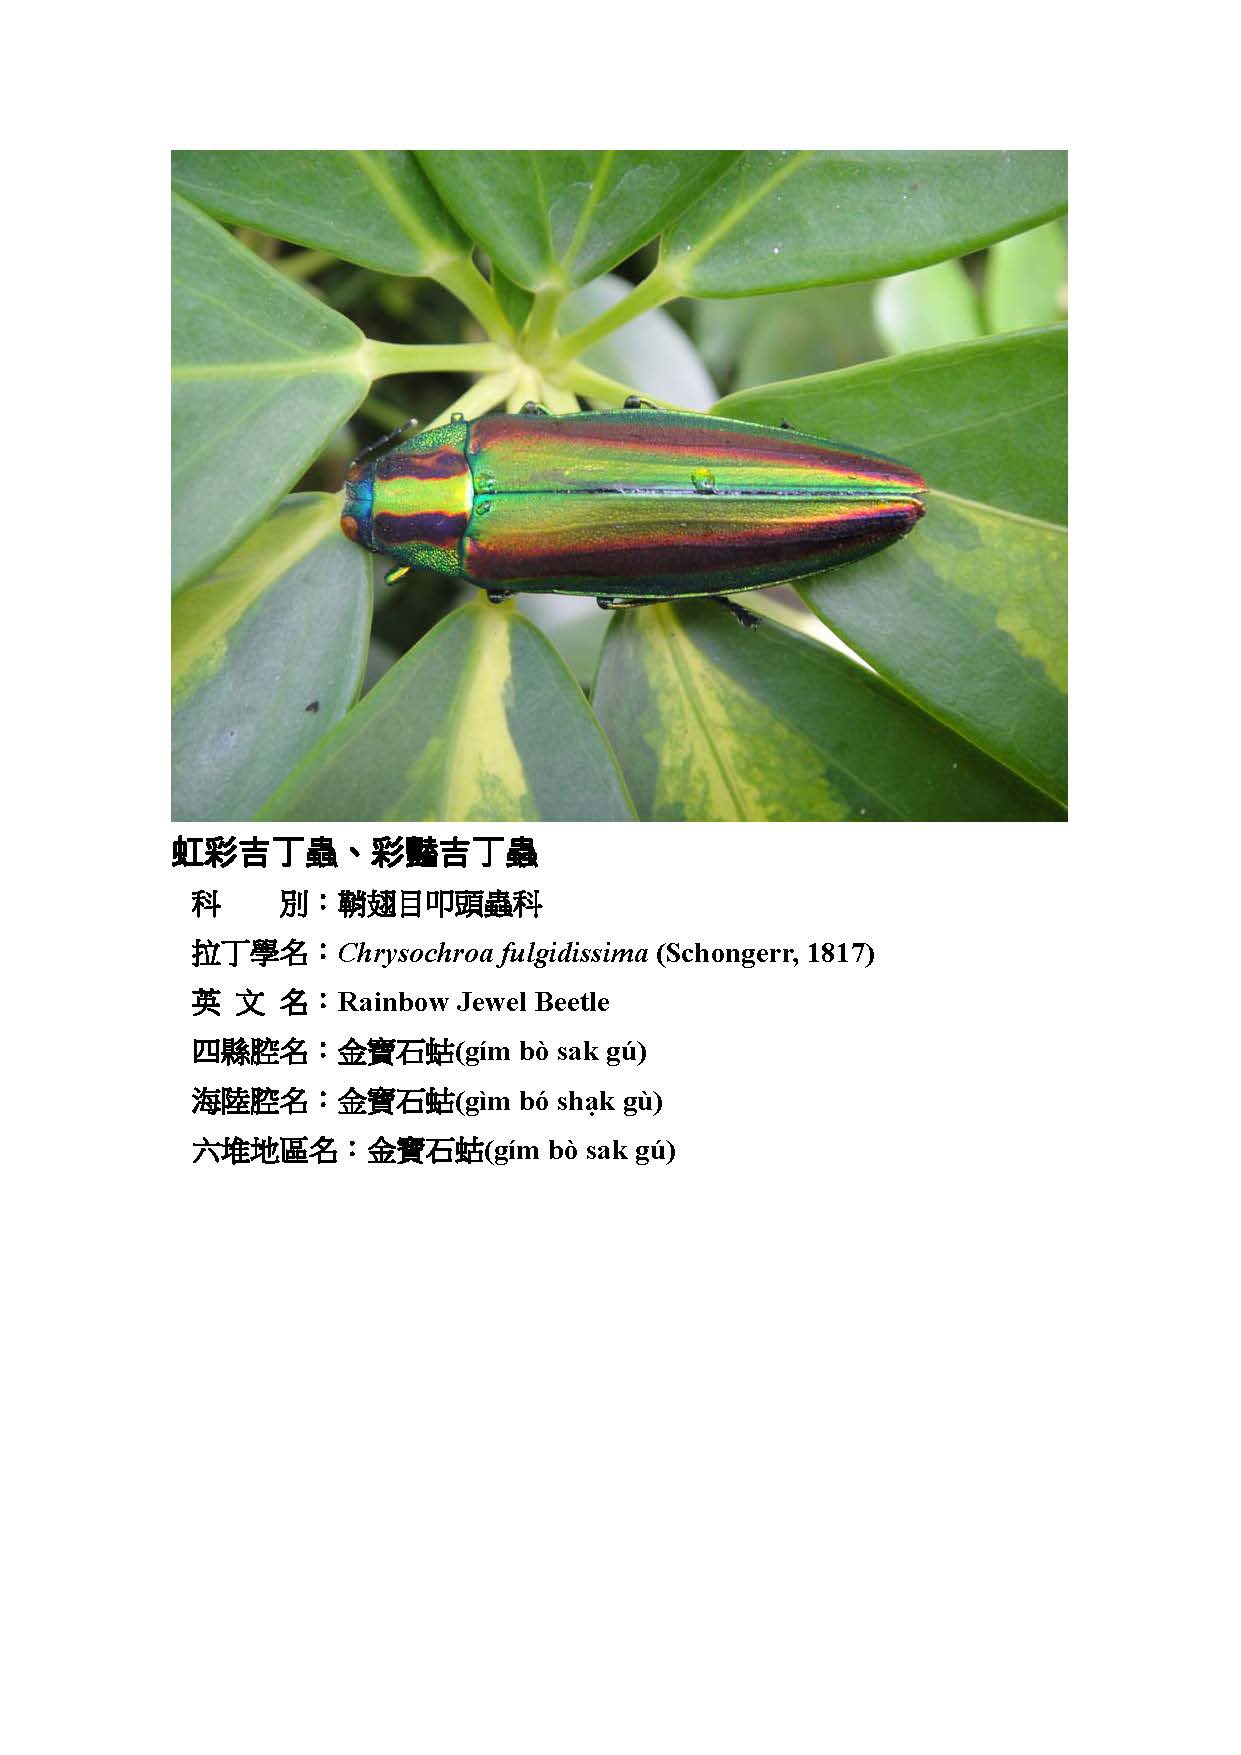 虹彩吉丁蟲、彩豔吉丁蟲
科　　別：鞘翅目叩頭蟲科
拉丁學名：Chrysochroa fulgidissima (Schongerr, 1817)
英 文 名：Rainbow Jewel Beetle
四縣腔名：金寶石蛄(gím bò sak gú)
海陸腔名：金寶石蛄(gìm bó shạk gù)
六堆地區名：金寶石蛄(gím bò sak gú)